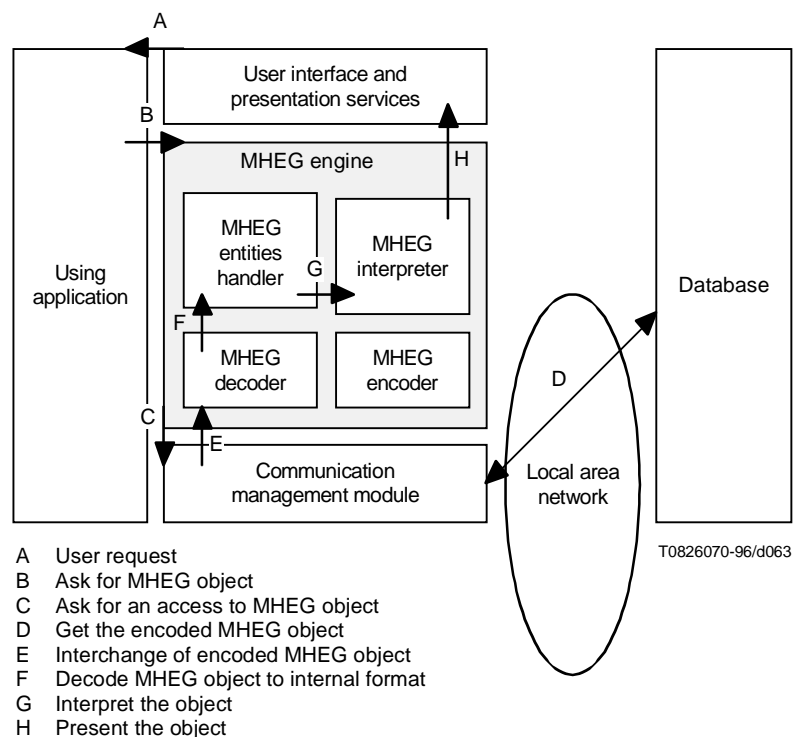 A
User interface and
presentation services
B
H
MHEG engine
MHEG
entities
handler
MHEG
interpreter
G
Using
application
Database
F
MHEG
decoder
MHEG
encoder
D
C
E
Communication
management module
Local area
network
T0826070-96/d063
A User request
B Ask for MHEG object
C Ask for an access to MHEG object
D Get the encoded MHEG object
E Interchange of encoded MHEG object
F Decode MHEG object to internal format
G Interpret the object
H Present the object